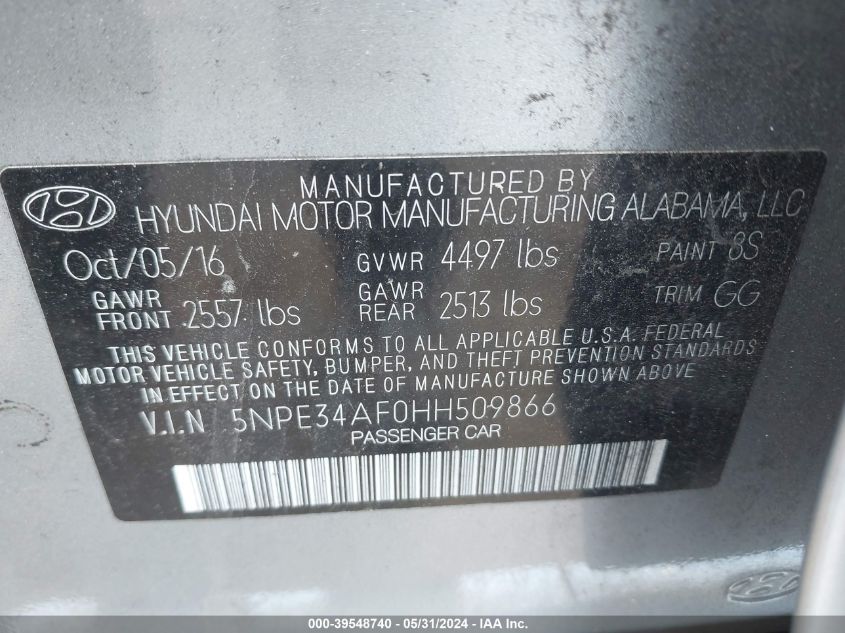 MANUFACTURED BY
HYUNDAI MOTOR MANUFACTURING ALABAMA, LLC
Oct/05/16 GVWR 4497 lbs PAINT 8S
GAWR FRONT 2557 lbs GAWR REAR 2513 lbs TRIM GG
THIS VEHICLE CONFORMS TO ALL APPLICABLE U.S.A. FEDERAL
MOTOR VEHICLE SAFETY, BUMPER, AND THEFT PREVENTION STANDARDS
IN EFFECT ON THE DATE OF MANUFACTURE SHOWN ABOVE
V.I.N 5NPE34AF0HH509866
PASSENGER CAR
000-39548740 - 05/31/2024 - IAA Inc.